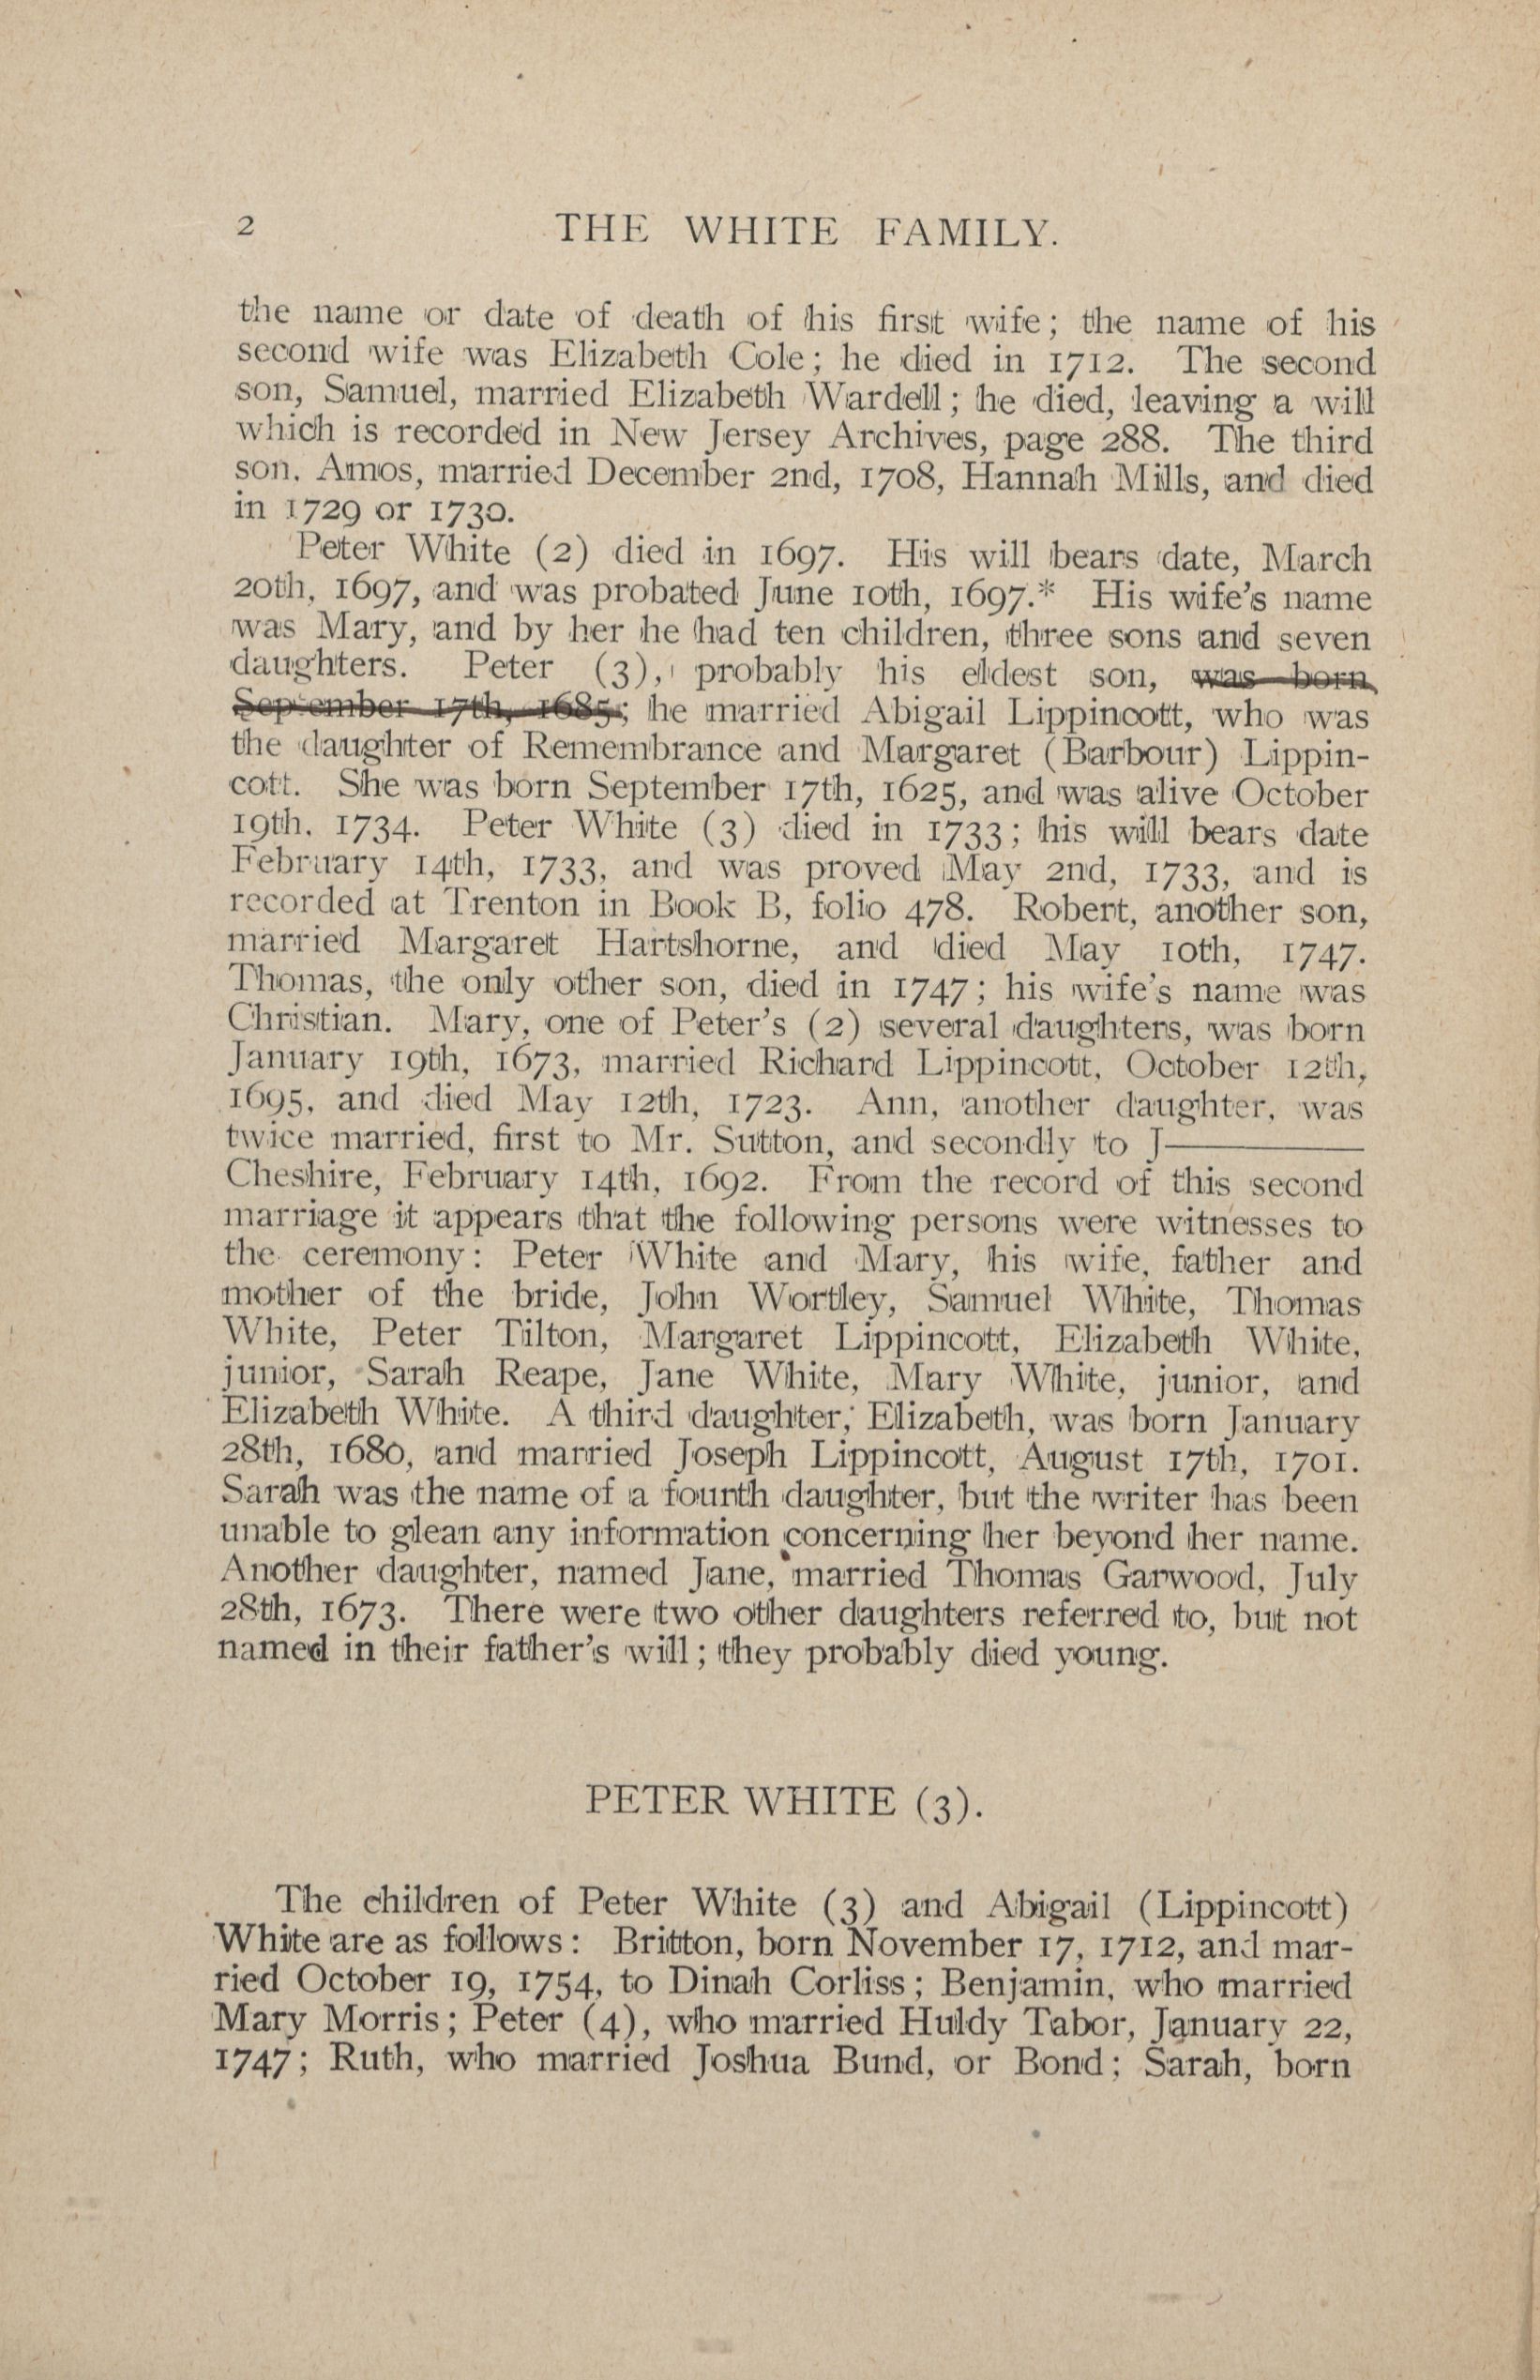 2
THE WHITE FAMILY.
the name or date of death of his first wife; the name of his
second wife was Elizabeth Cole; he died in 1712. The second
son, Samuel, married Elizabeth Wardell; he died, leaving a will
which is recorded in New Jersey Archives, page 288. The third
son. Amos, married December 2nd, 1708, Hannah Mills, and died
in 1729 or 1730.
Peter White (2) died in 1697. His will bears date, March
20th, 1697, and was probated June 10th, 1697.* His wife's name
was Mary, and by her he had ten children, three sons and seven
daughters. Peter (3), probably his eldest son, was born
September 17th, 1685; he married Abigail Lippincott, who was
the daughter of Remembrance and Margaret (Barbour) Lippin-
cott. She was born September 17th, 1625, and was alive October
19th. 1734. Peter White (3) died in 1733; his will bears date
February 14th, 1733, and was proved May 2nd, 1733, and is
recorded at Trenton in Book B, folio 478. Robert, another son,
married Margaret Hartshorne, and died May 10th, 1747.
Thomas, the only other son, died in 1747; his wife's name was
Christian. Mary, one of Peter's (2) several daughters, was born
January 19th, 1673, married Richard Lippincott, October 12th,
1695, and died May 12th, 1723. Ann, another daughter, was
twice married, first to Mr. Sutton, and secondly to J————
Cheshire, February 14th, 1692. From the record of this second
marriage it appears that the following persons were witnesses to
the ceremony: Peter White and Mary, his wife, father and
mother of the bride, John Wortley, Samuel White, Thomas
White, Peter Tilton, Margaret Lippincott, Elizabeth White,
junior, Sarah Reape, Jane White, Mary White, junior, and
Elizabeth White. A third daughter, Elizabeth, was born January
28th, 1680, and married Joseph Lippincott, August 17th, 1701.
Sarah was the name of a fourth daughter, but the writer has been
unable to glean any information concerning her beyond her name.
Another daughter, named Jane, married Thomas Garwood, July
28th, 1673. There were two other daughters referred to, but not
named in their father's will; they probably died young.
PETER WHITE (3).
The children of Peter White (3) and Abigail (Lippincott)
White are as follows: Britton, born November 17, 1712, and mar-
ried October 19, 1754, to Dinah Corliss; Benjamin, who married
Mary Morris; Peter (4), who married Huldy Tabor, January 22,
1747; Ruth, who married Joshua Bund, or Bond; Sarah, born